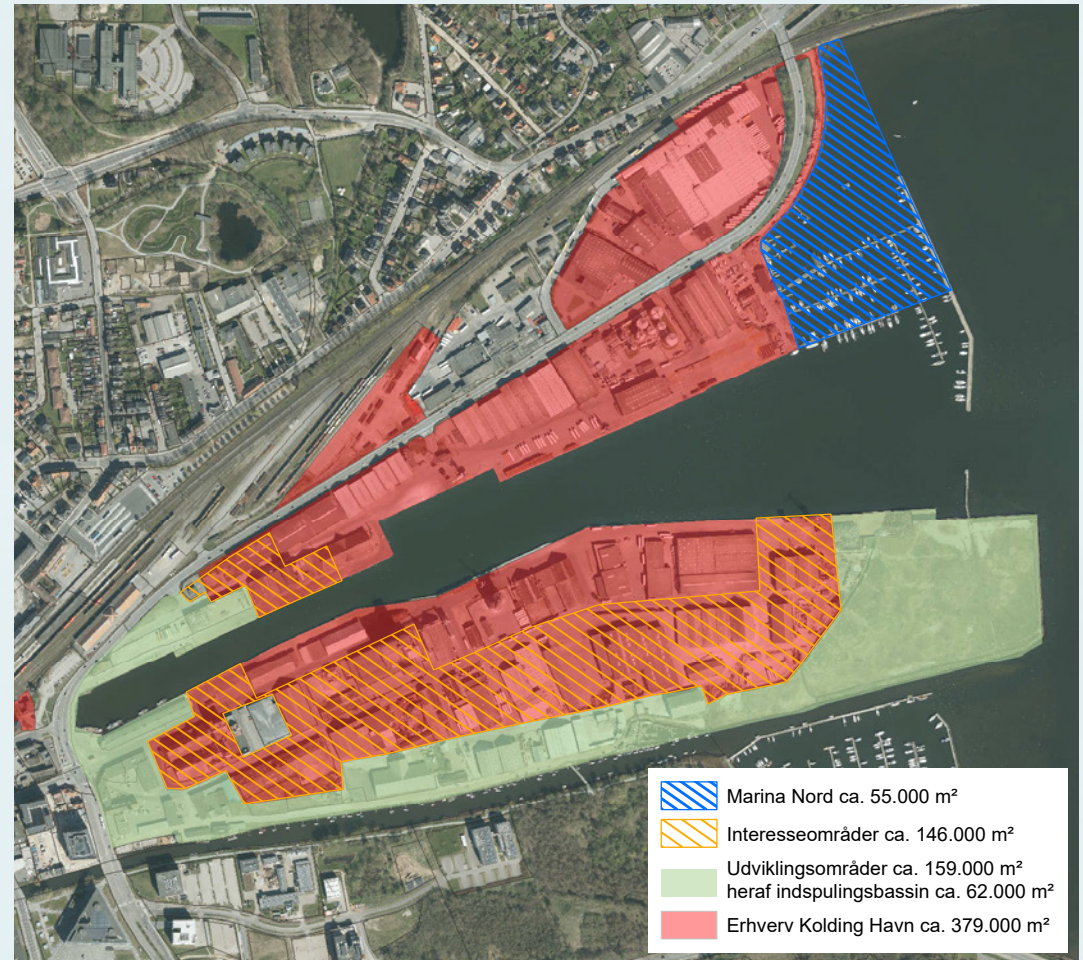 Marina Nord ca. 55.000 m²
Interesseområder ca. 146.000 m²
Udviklingsområder ca. 159.000 m²
heraf indspulingsbassin ca. 62.000 m²
Erhverv Kolding Havn ca. 379.000 m²